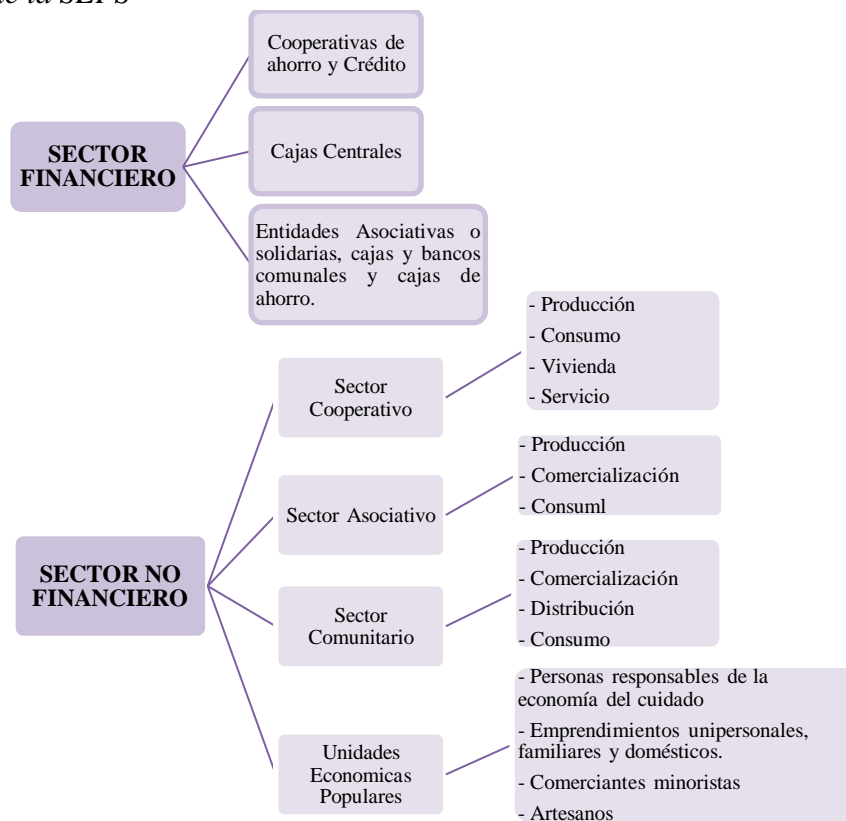 de la SEPS
Cooperativas de
ahorro y Crédito
SECTOR
FINANCIERO
Cajas Centrales
Entidades Asociativas o
solidarias, cajas y bancos
comunales y cajas de
ahorro.
- Producción
- Consumo
- Vivienda
- Servicio
Sector
Cooperativo
- Producción
- Comercialización
- Consuml
Sector Asociativo
SECTOR NO
FINANCIERO
- Producción
- Comercialización
- Distribución
- Consumo
Sector
Comunitario
- Personas responsables de la
economía del cuidado
- Emprendimientos unipersonales,
familiares y domésticos.
- Comerciantes minoristas
- Artesanos
Unidades
Economicas
Populares